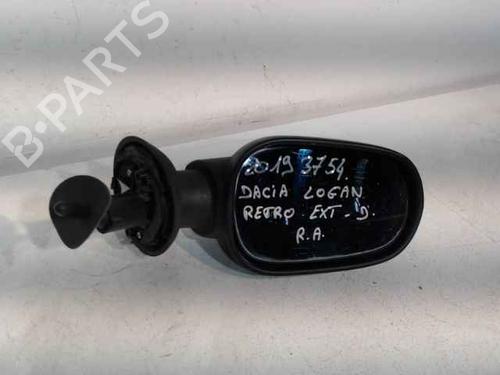 B-PARTS
2019 3754.
DACIA LOGAN
RETRO EXT-D.
R.A.